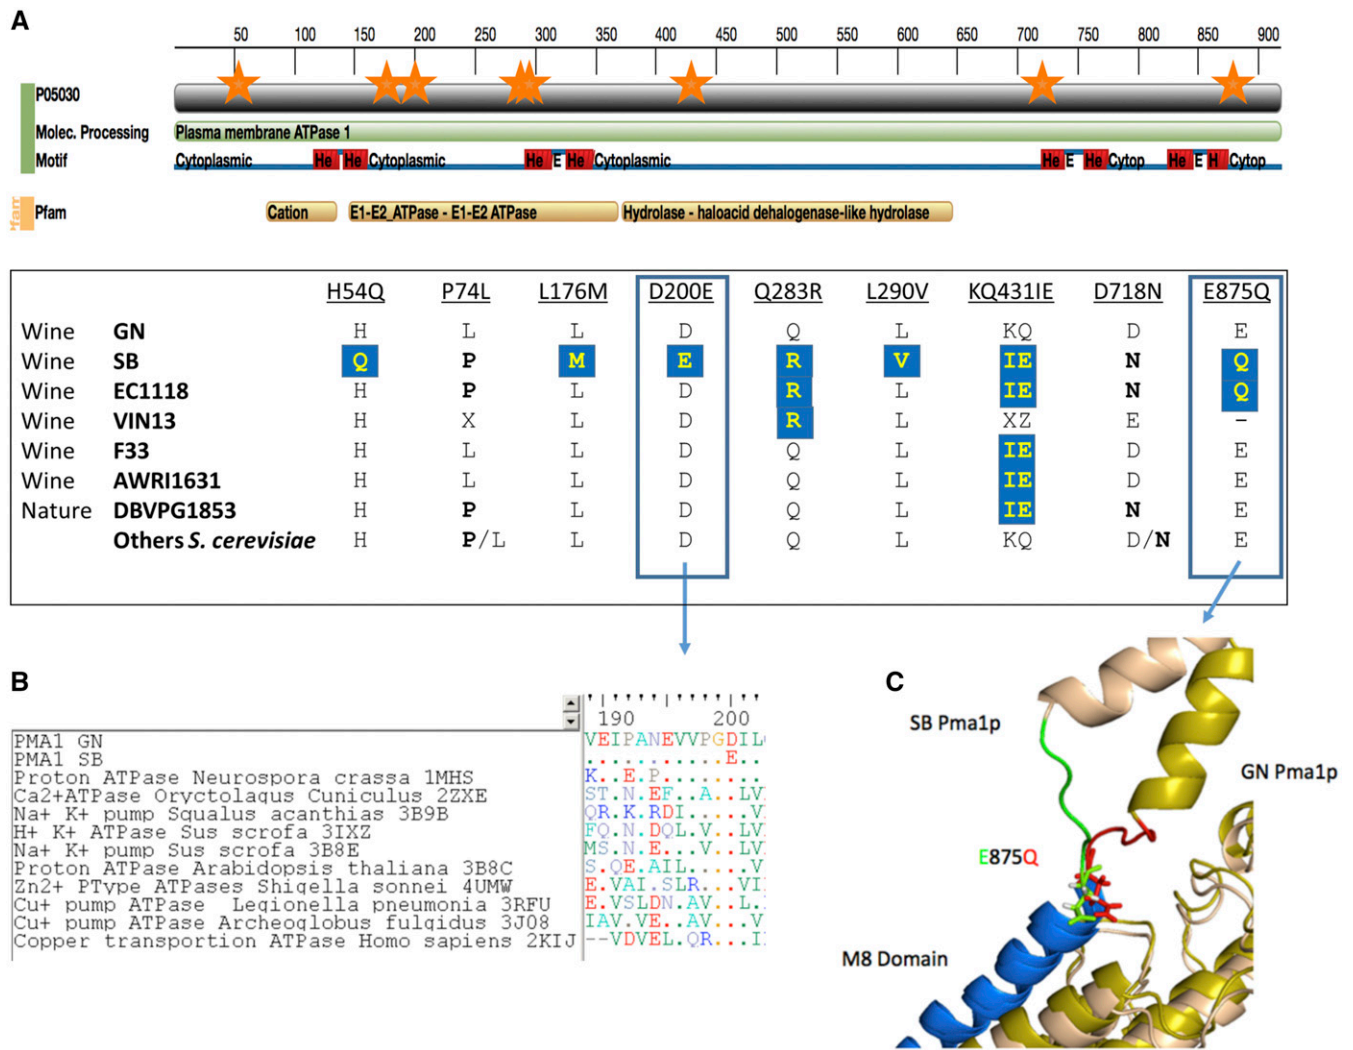 A
50 100 150 200 250 300 350 400 450 500 550 600 650 700 750 800 850 900
P05030
Molec. Processing Plasma membrane ATPase 1
Motif Cytoplasmic He He Cytoplasmic He E He Cytoplasmic He E He Cytop He E H Cytop
Pfam Pfam Cation E1-E2_ATPase - E1-E2 ATPase Hydrolase - haloacid dehalogenase-like hydrolase
H54Q P74L L176M D200E Q283R L290V KQ431IE D718N E875Q
Wine GN H L L D Q L KQ D E
Wine SB Q P M E R V IE N Q
Wine EC1118 H P L D R L IE N Q
Wine VIN13 H X L D R L XZ E –
Wine F33 H L L D Q L IE D E
Wine AWRI1631 H L L D Q L IE D E
Nature DBVPG1853 H P L D Q L IE N E
Others S. cerevisiae H P/L L D Q L KQ D/N E
B
190 200
PMA1 GN VEIPANEVVPGDIL
PMA1 SB ...........E..
Proton ATPase Neurospora crassa 1MHS K..E.P........
Ca2+ATPase Oryctolagus Cuniculus 2ZXE ST.N.EF..A..LV
Na+ K+ pump Squalus acanthias 3B9B QR.K.RDI.....V
H+ K+ ATPase Sus scrofa 3IXZ FQ.N.DQL.V..LV
Na+ K+ pump Sus scrofa 3B8E MS.N.E...V..LV
Proton ATPase Arabidopsis thaliana 3B8C S.QE.AIL.....V
Zn2+ PType ATPases Shigella sonnei 4UMW E.VAI.SLR...VI
Cu+ pump ATPase Legionella pneumonia 3RFU E.VSLDN.AV..L.
Cu+ pump ATPase Archeoglobus fulgidus 3J08 IAV.VE..AV...V
Copper transportion ATPase Homo sapiens 2KIJ --VDVEL.QR...I
C
SB Pma1p
GN Pma1p
E875Q
M8 Domain